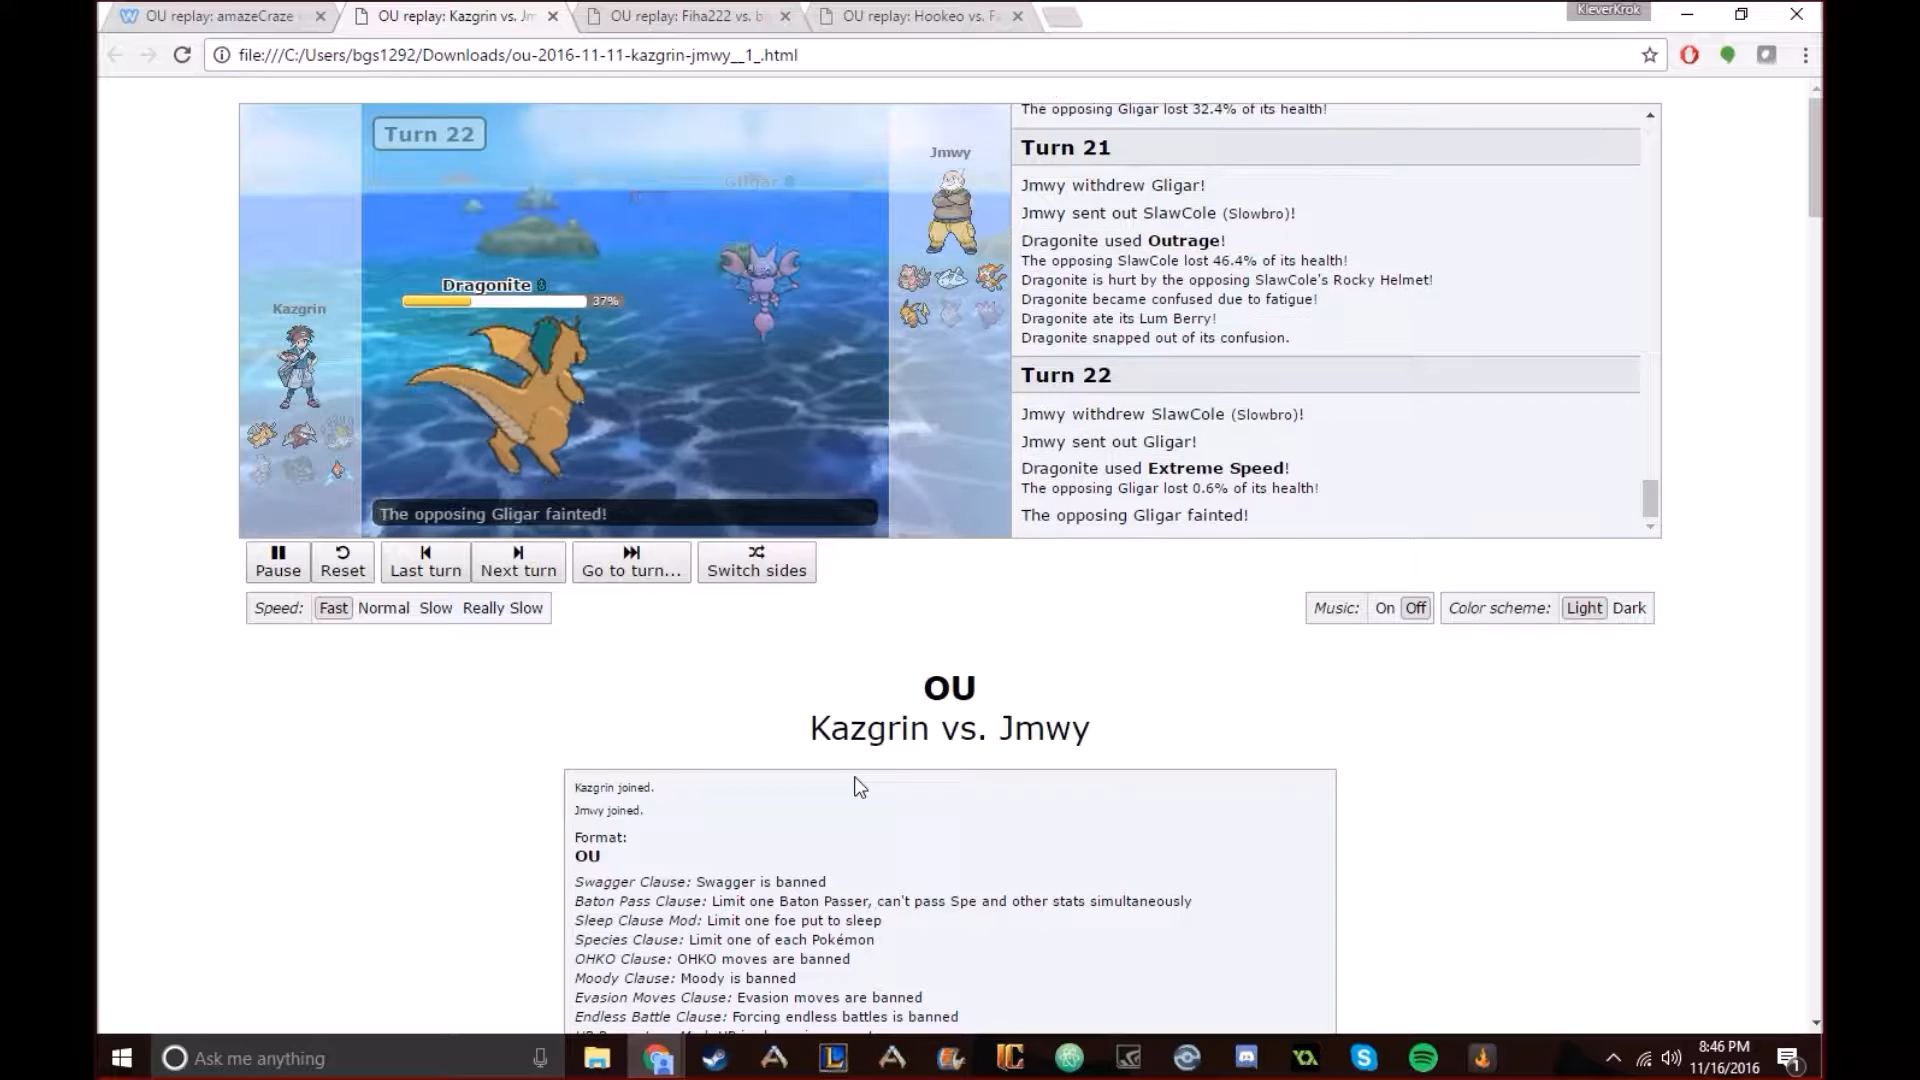 OU replay: amazeCraze
OU replay: Kazgrin vs. Jm
OU replay: Fiha222 vs. b
OU replay: Hookeo vs. F
KleverKrok
file:///C:/Users/bgs1292/Downloads/ou-2016-11-11-kazgrin-jmwy__1_.html
Turn 22
Gligar
Jmwy
Dragonite
37%
Kazgrin
The opposing Gligar fainted!
The opposing Gligar lost 32.4% of its health!
Turn 21
Jmwy withdrew Gligar!
Jmwy sent out SlawCole (Slowbro)!
Dragonite used Outrage!
The opposing SlawCole lost 46.4% of its health!
Dragonite is hurt by the opposing SlawCole's Rocky Helmet!
Dragonite became confused due to fatigue!
Dragonite ate its Lum Berry!
Dragonite snapped out of its confusion.
Turn 22
Jmwy withdrew SlawCole (Slowbro)!
Jmwy sent out Gligar!
Dragonite used Extreme Speed!
The opposing Gligar lost 0.6% of its health!
The opposing Gligar fainted!
Pause
Reset
Last turn
Next turn
Go to turn...
Switch sides
Speed: Fast Normal Slow Really Slow
Music: On Off
Color scheme: Light Dark
OU
Kazgrin vs. Jmwy
Kazgrin joined.
Jmwy joined.
Format:
OU
Swagger Clause: Swagger is banned
Baton Pass Clause: Limit one Baton Passer, can't pass Spe and other stats simultaneously
Sleep Clause Mod: Limit one foe put to sleep
Species Clause: Limit one of each Pokémon
OHKO Clause: OHKO moves are banned
Moody Clause: Moody is banned
Evasion Moves Clause: Evasion moves are banned
Endless Battle Clause: Forcing endless battles is banned
Ask me anything
8:46 PM
11/16/2016